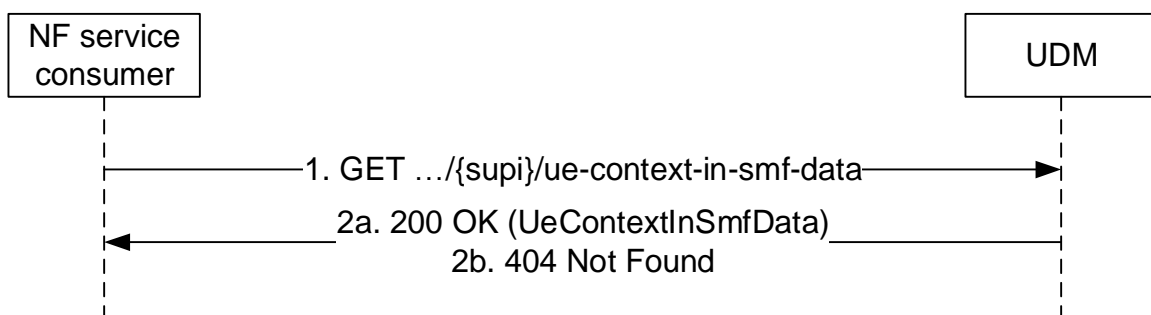 NF service
consumer
UDM
1. GET …/{supi}/ue-context-in-smf-data
2a. 200 OK (UeContextInSmfData)
2b. 404 Not Found